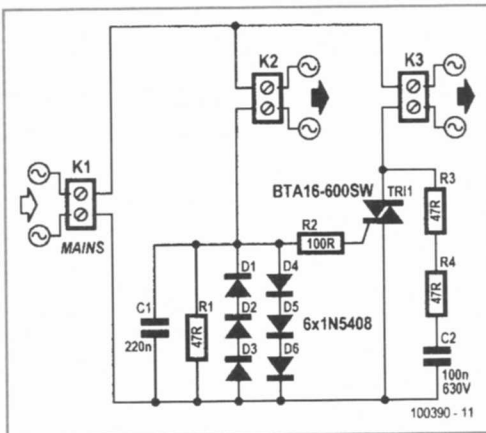 K2
K3
K1
MAINS
BTA16-600SW
TRI1
R2
100R
R3
47R
R4
47R
C1
220n
R1
47R
D1
D2
D3
D4
D5
D6
6x1N5408
C2
100n
630V
100390 - 11